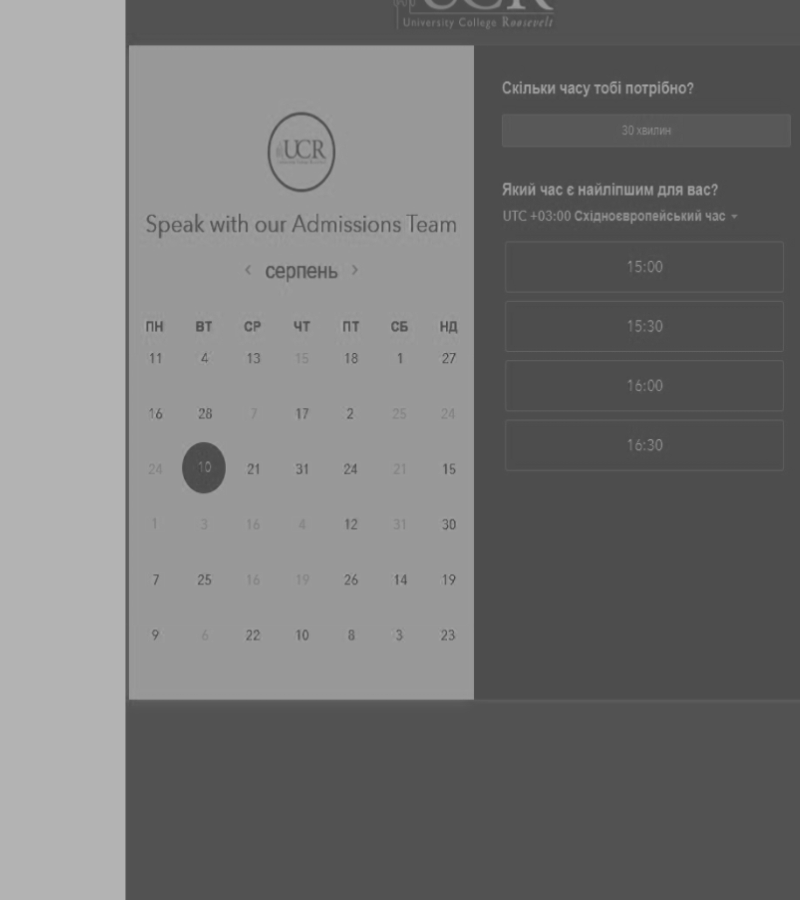 UCR
University College Roosevelt
UCR
Speak with our Admissions Team
‹ серпень ›
ПН ВТ СР ЧТ ПТ СБ НД
11 4 13 15 18 1 27
16 28 7 17 2 25 24
24 10 21 31 24 21 15
1 3 16 4 12 31 30
7 25 16 19 26 14 19
9 6 22 10 8 3 23
Скільки часу тобі потрібно?
30 хвилин
Який час є найліпшим для вас?
UTC +03:00 Східноєвропейський час
15:00
15:30
16:00
16:30